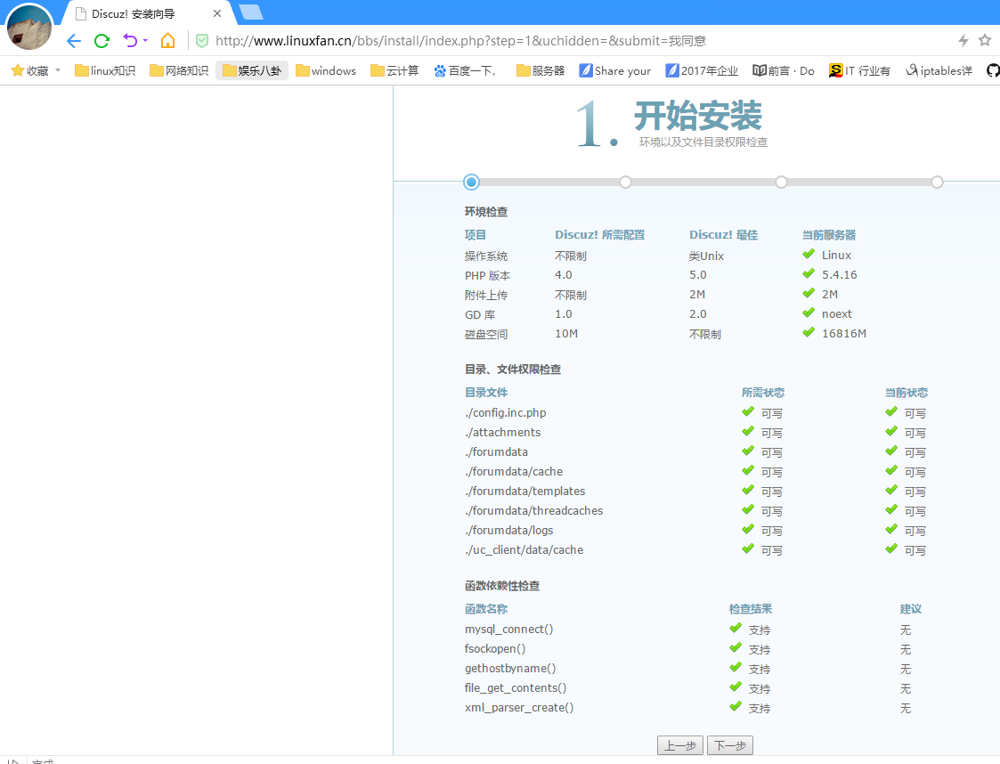 Discuz! 安装向导
http://www.linuxfan.cn/bbs/install/index.php?step=1&uchidden=&submit=我同意
收藏 linux知识 网络知识 娱乐八卦 windows 云计算 百度一下, 服务器 Share your 2017年企业 前言 · Do IT 行业有 iptables详
1. 开始安装
环境以及文件目录权限检查
环境检查
项目 Discuz! 所需配置 Discuz! 最佳 当前服务器
操作系统 不限制 类Unix Linux
PHP 版本 4.0 5.0 5.4.16
附件上传 不限制 2M 2M
GD 库 1.0 2.0 noext
磁盘空间 10M 不限制 16816M
目录、文件权限检查
目录文件 所需状态 当前状态
./config.inc.php 可写 可写
./attachments 可写 可写
./forumdata 可写 可写
./forumdata/cache 可写 可写
./forumdata/templates 可写 可写
./forumdata/threadcaches 可写 可写
./forumdata/logs 可写 可写
./uc_client/data/cache 可写 可写
函数依赖性检查
函数名称 检查结果 建议
mysql_connect() 支持 无
fsockopen() 支持 无
gethostbyname() 支持 无
file_get_contents() 支持 无
xml_parser_create() 支持 无
上一步 下一步